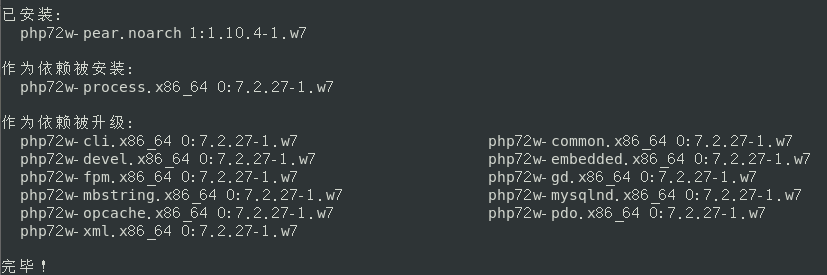 已安装:
php72w-pear.noarch 1:1.10.4-1.w7
作为依赖被安装:
php72w-process.x86_64 0:7.2.27-1.w7
作为依赖被升级:
php72w-cli.x86_64 0:7.2.27-1.w7 php72w-common.x86_64 0:7.2.27-1.w7
php72w-devel.x86_64 0:7.2.27-1.w7 php72w-embedded.x86_64 0:7.2.27-1.w7
php72w-fpm.x86_64 0:7.2.27-1.w7 php72w-gd.x86_64 0:7.2.27-1.w7
php72w-mbstring.x86_64 0:7.2.27-1.w7 php72w-mysqlnd.x86_64 0:7.2.27-1.w7
php72w-opcache.x86_64 0:7.2.27-1.w7 php72w-pdo.x86_64 0:7.2.27-1.w7
php72w-xml.x86_64 0:7.2.27-1.w7
完毕！